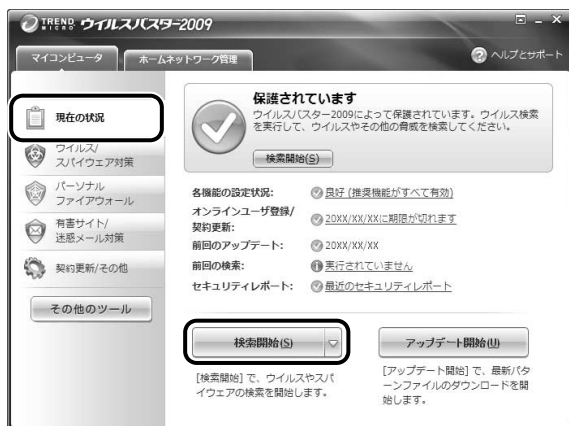 TREND MICRO ウイルスバスター2009
マイコンピュータ
ホームネットワーク管理
ヘルプとサポート
現在の状況
ウイルス/
スパイウェア対策
パーソナル
ファイアウォール
有害サイト/
迷惑メール対策
契約更新/その他
その他のツール
保護されています
ウイルスバスター2009によって保護されています。ウイルス検索
を実行して、ウイルスやその他の脅威を検索してください。
検索開始(S)
各機能の設定状況:
良好 (推奨機能がすべて有効)
オンラインユーザ登録/
契約更新:
20XX/XX/XXに期限が切れます
前回のアップデート:
20XX/XX/XX
前回の検索:
実行されていません
セキュリティレポート:
最近のセキュリティレポート
検索開始(S)
アップデート開始(U)
[検索開始] で、ウイルスやスパ
イウェアの検索を開始します。
[アップデート開始] で、最新パタ
ーンファイルのダウンロードを開
始します。